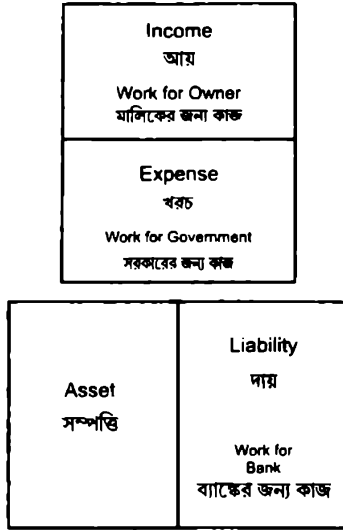 Income
আয়
Work for Owner
মালিকের জন্য কাজ
Expense
খরচ
Work for Government
সরকারের জন্য কাজ
Asset
সম্পত্তি
Liability
দায়
Work for
Bank
ব্যাঙ্কের জন্য কাজ